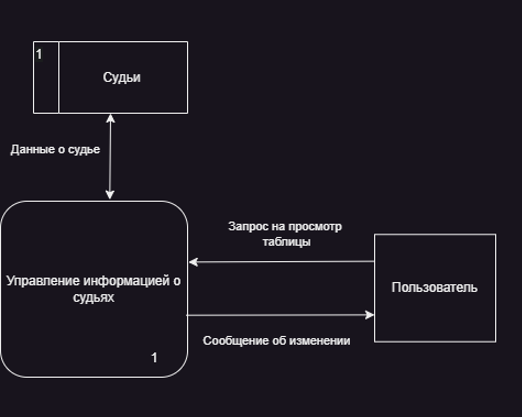 1
Судьи
Данные о судье
Запрос на просмотр
таблицы
Управление информацией о
судьях
Пользователь
Сообщение об изменении
1